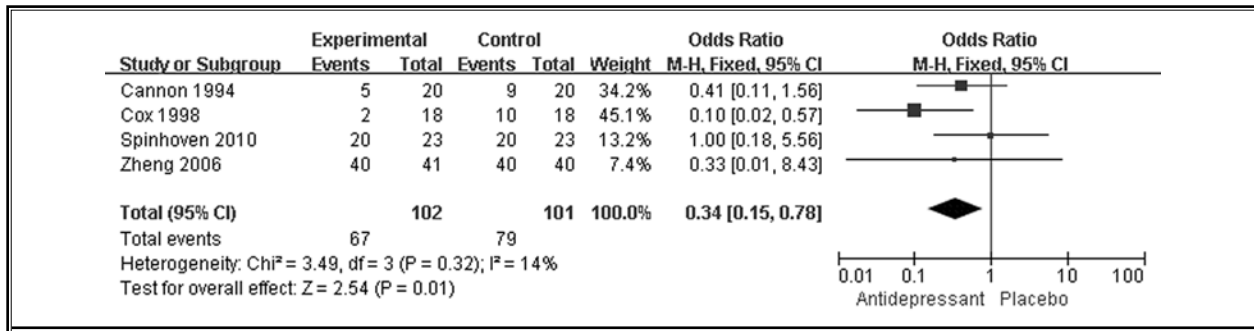 Experimental Control Odds Ratio Odds Ratio
Study or Subgroup Events Total Events Total Weight M-H, Fixed, 95% CI M-H, Fixed, 95% CI
Cannon 1994 5 20 9 20 34.2% 0.41 [0.11, 1.56]
Cox 1998 2 18 10 18 45.1% 0.10 [0.02, 0.57]
Spinhoven 2010 20 23 20 23 13.2% 1.00 [0.18, 5.56]
Zheng 2006 40 41 40 40 7.4% 0.33 [0.01, 8.43]
Total (95% CI) 102 101 100.0% 0.34 [0.15, 0.78]
Total events 67 79
Heterogeneity: Chi² = 3.49, df = 3 (P = 0.32); I² = 14%
Test for overall effect: Z = 2.54 (P = 0.01)
0.01 0.1 1 10 100
Antidepressant Placebo